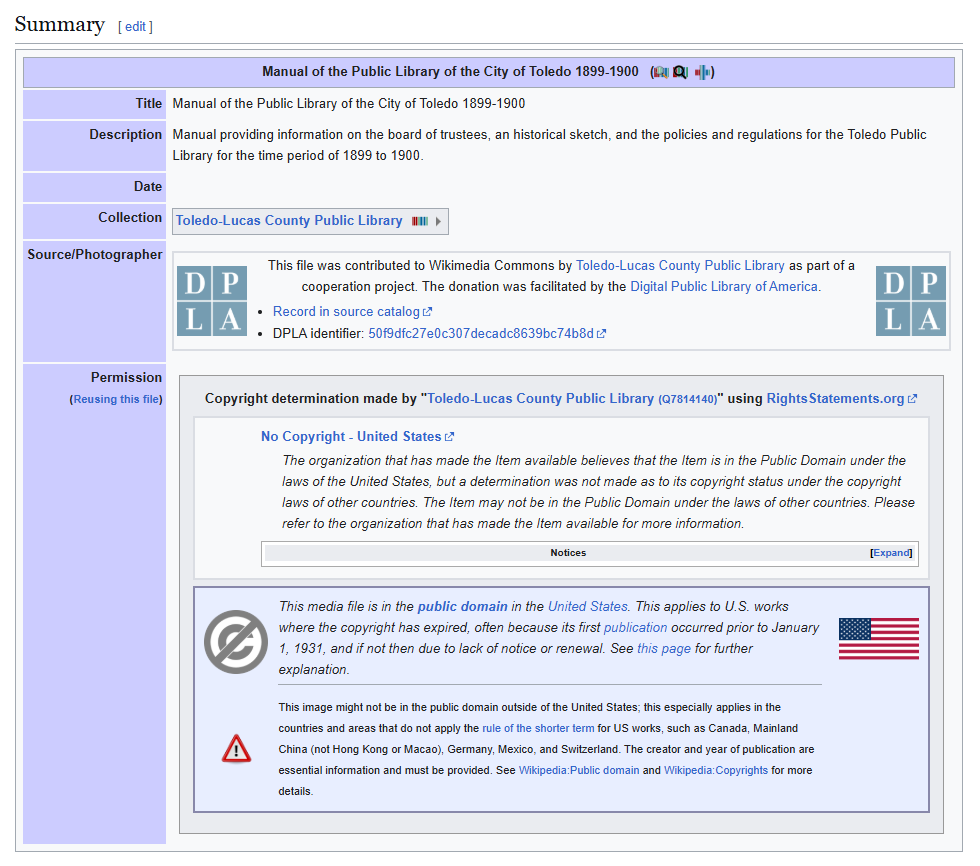 Summary [ edit ]
Manual of the Public Library of the City of Toledo 1899-1900 ( )
Title Manual of the Public Library of the City of Toledo 1899-1900
Description Manual providing information on the board of trustees, an historical sketch, and the policies and regulations for the Toledo Public
Library for the time period of 1899 to 1900.
Date
Collection Toledo-Lucas County Public Library
Source/Photographer
D P
L A
This file was contributed to Wikimedia Commons by Toledo-Lucas County Public Library as part of a
cooperation project. The donation was facilitated by the Digital Public Library of America.
• Record in source catalog
• DPLA identifier: 50f9dfc27e0c307decadc8639bc74b8d
D P
L A
Permission
(Reusing this file)
Copyright determination made by "Toledo-Lucas County Public Library (Q7814140)" using RightsStatements.org
No Copyright - United States
The organization that has made the Item available believes that the Item is in the Public Domain under the
laws of the United States, but a determination was not made as to its copyright status under the copyright
laws of other countries. The Item may not be in the Public Domain under the laws of other countries. Please
refer to the organization that has made the Item available for more information.
Notices [Expand]
This media file is in the public domain in the United States. This applies to U.S. works
where the copyright has expired, often because its first publication occurred prior to January
1, 1931, and if not then due to lack of notice or renewal. See this page for further
explanation.
This image might not be in the public domain outside of the United States; this especially applies in the
countries and areas that do not apply the rule of the shorter term for US works, such as Canada, Mainland
China (not Hong Kong or Macao), Germany, Mexico, and Switzerland. The creator and year of publication are
essential information and must be provided. See Wikipedia:Public domain and Wikipedia:Copyrights for more
details.